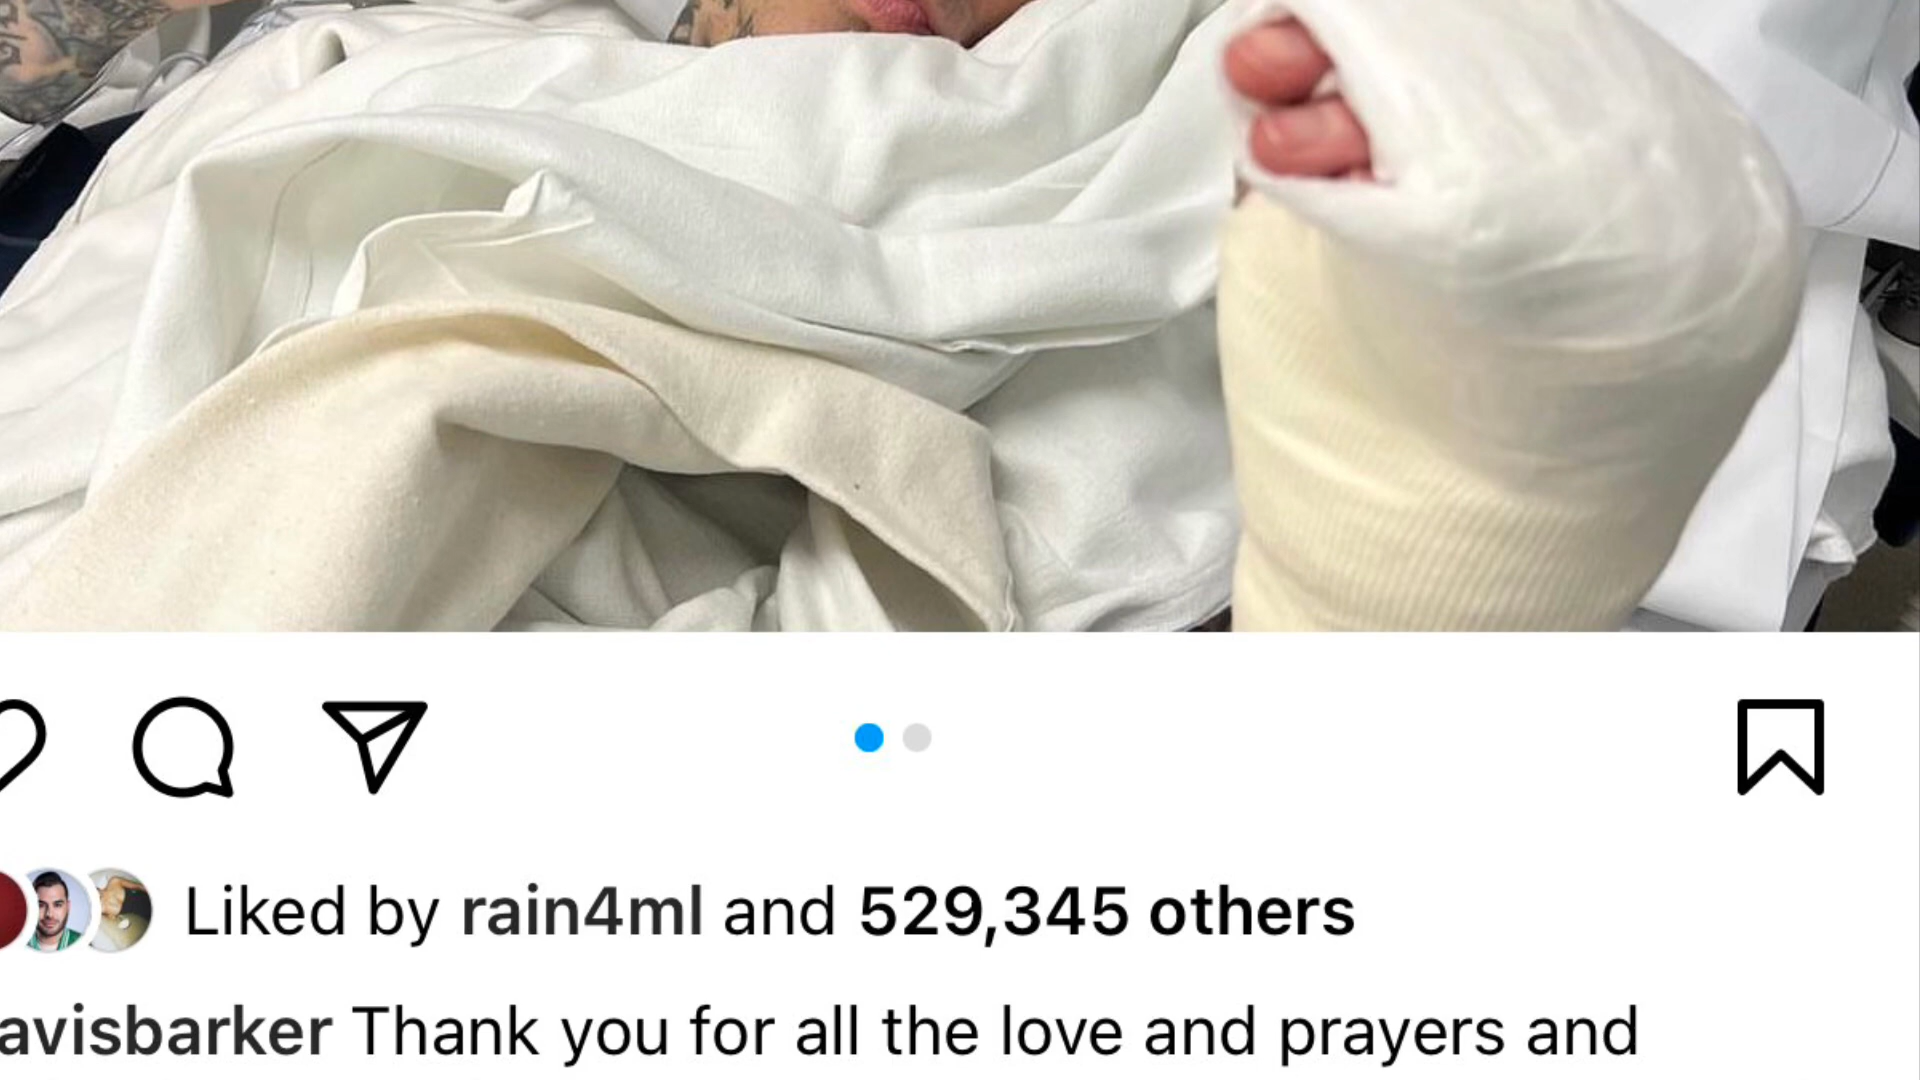 Liked by rain4ml and 529,345 others
avisbarker Thank you for all the love and prayers and